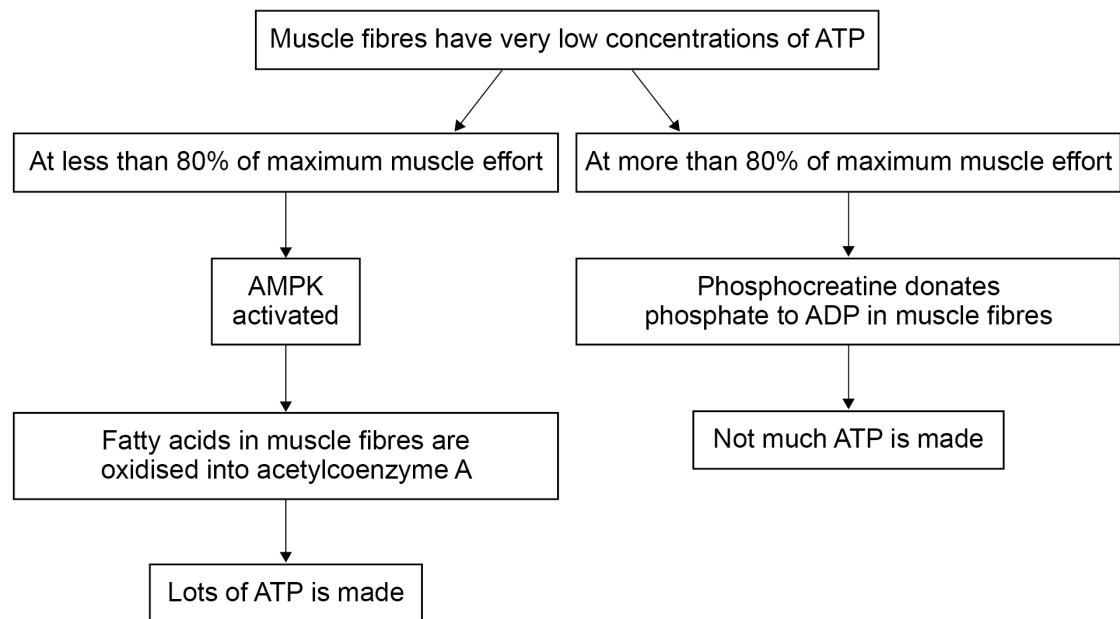 Muscle fibres have very low concentrations of ATP
At less than 80% of maximum muscle effort
At more than 80% of maximum muscle effort
AMPK
activated
Phosphocreatine donates
phosphate to ADP in muscle fibres
Fatty acids in muscle fibres are
oxidised into acetylcoenzyme A
Not much ATP is made
Lots of ATP is made